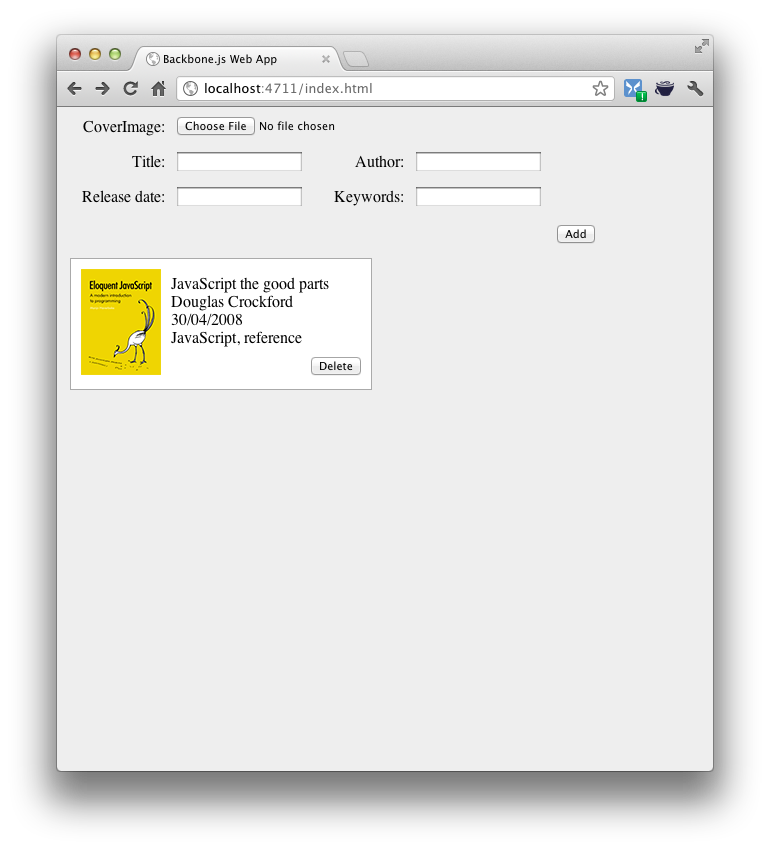 Backbone.js Web App
localhost:4711/index.html
CoverImage: Choose File No file chosen
Title: Author:
Release date: Keywords:
Add
Eloquent JavaScript
A modern introduction
to programming
JavaScript the good parts
Douglas Crockford
30/04/2008
JavaScript, reference
Delete